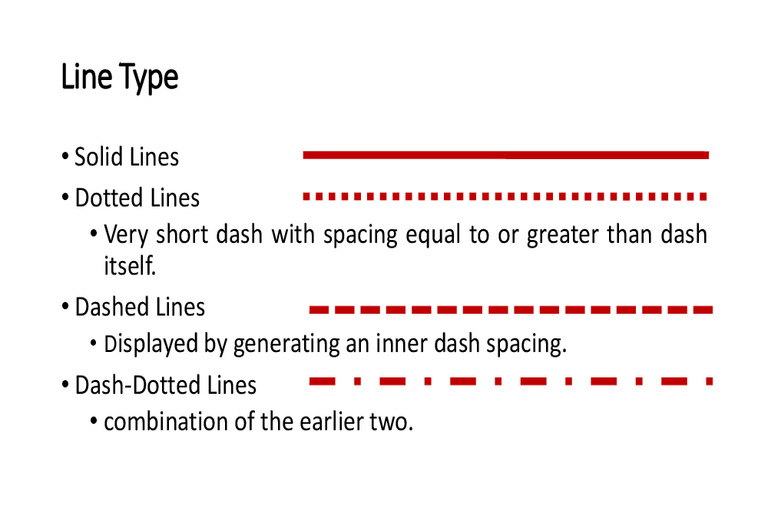 Line Type
• Solid Lines
• Dotted Lines
• Very short dash with spacing equal to or greater than dash
itself.
• Dashed Lines
• Displayed by generating an inner dash spacing.
• Dash-Dotted Lines
• combination of the earlier two.